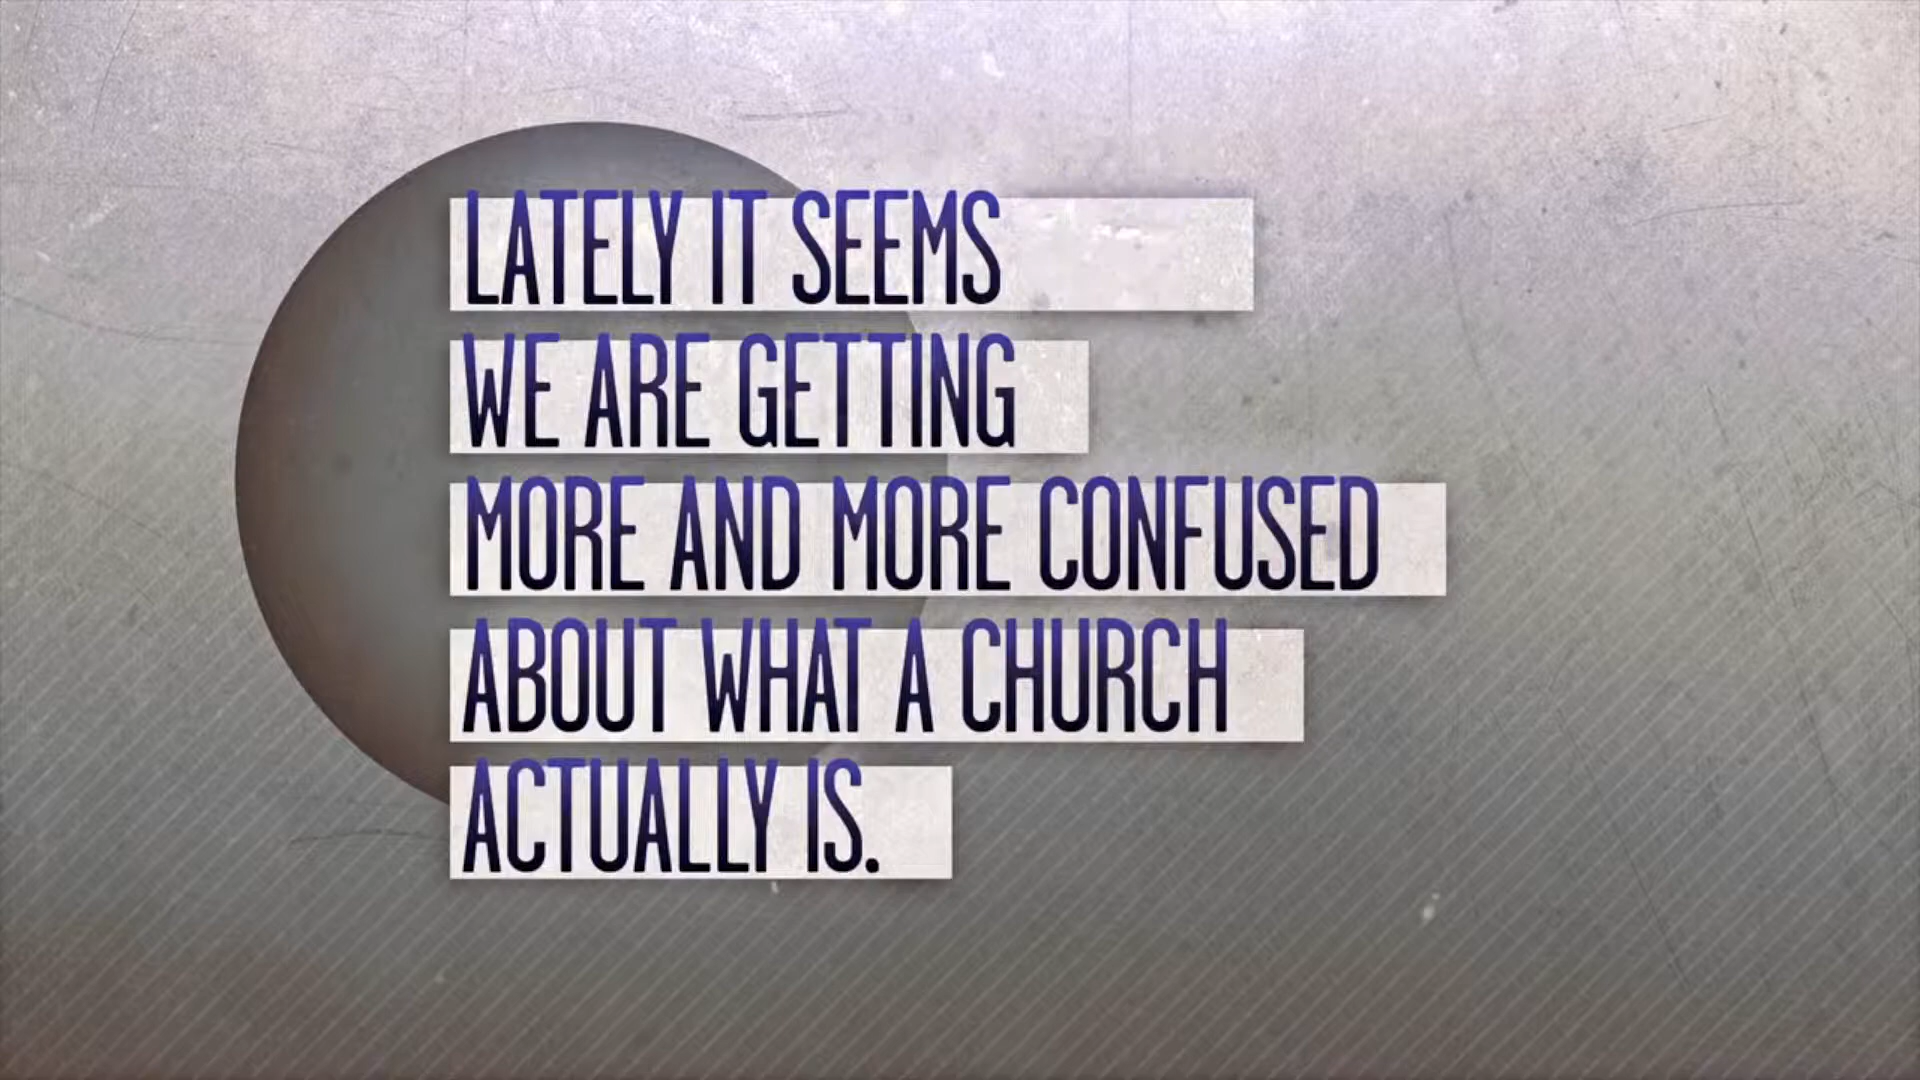 LATELY IT SEEMS
WE ARE GETTING
MORE AND MORE CONFUSED
ABOUT WHAT A CHURCH
ACTUALLY IS.